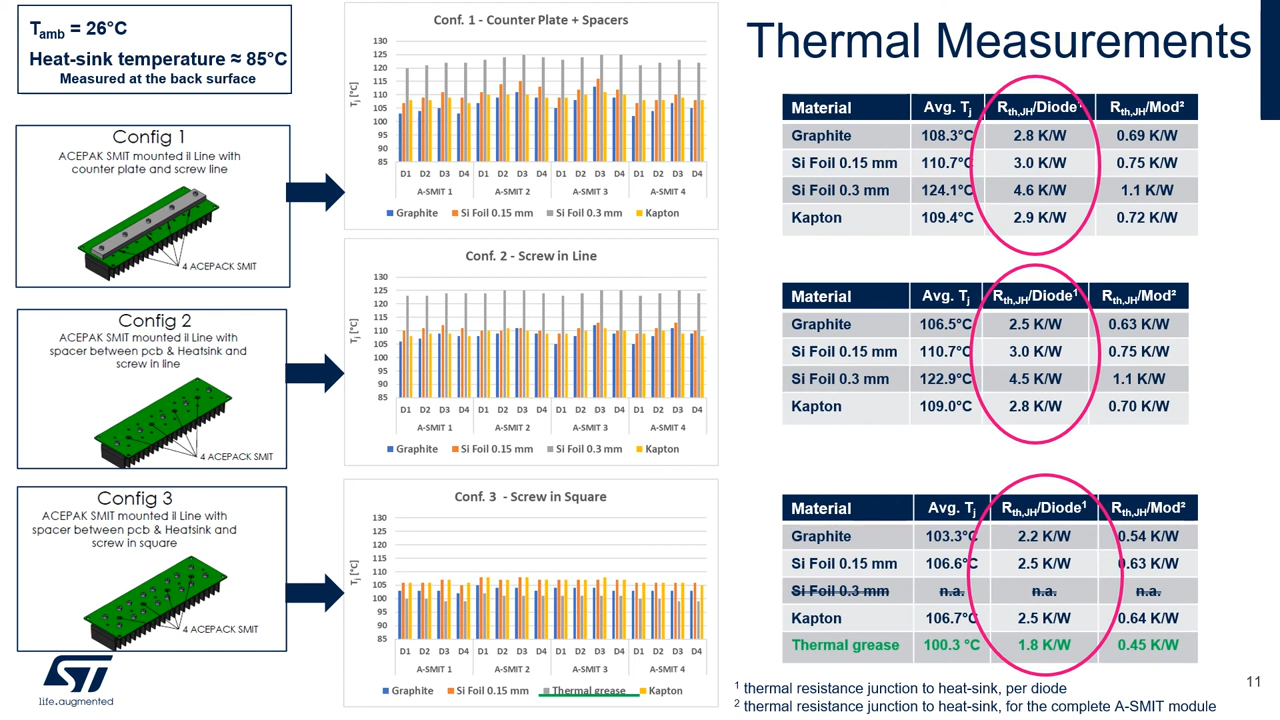 Thermal Measurements
T_amb = 26°C
Heat-sink temperature ≈ 85°C
Measured at the back surface
Config 1
ACEPAK SMIT mounted il Line with
counter plate and screw line
4 ACEPACK SMIT
Conf. 1 - Counter Plate + Spacers
Tj [°C]
130
125
120
115
110
105
100
95
90
85
D1 D2 D3 D4 D1 D2 D3 D4 D1 D2 D3 D4 D1 D2 D3 D4
A-SMIT 1 A-SMIT 2 A-SMIT 3 A-SMIT 4
Graphite Si Foil 0.15 mm Si Foil 0.3 mm Kapton
Material Avg. Tj Rth,JH/Diode¹ Rth,JH/Mod²
Graphite 108.3°C 2.8 K/W 0.69 K/W
Si Foil 0.15 mm 110.7°C 3.0 K/W 0.75 K/W
Si Foil 0.3 mm 124.1°C 4.6 K/W 1.1 K/W
Kapton 109.4°C 2.9 K/W 0.72 K/W
Config 2
ACEPAK SMIT mounted il Line with
spacer between pcb & Heatsink and
screw in line
4 ACEPACK SMIT
Conf. 2 - Screw in Line
Tj [°C]
130
125
120
115
110
105
100
95
90
85
D1 D2 D3 D4 D1 D2 D3 D4 D1 D2 D3 D4 D1 D2 D3 D4
A-SMIT 1 A-SMIT 2 A-SMIT 3 A-SMIT 4
Graphite Si Foil 0.15 mm Si Foil 0.3 mm Kapton
Material Avg. Tj Rth,JH/Diode¹ Rth,JH/Mod²
Graphite 106.5°C 2.5 K/W 0.63 K/W
Si Foil 0.15 mm 110.7°C 3.0 K/W 0.75 K/W
Si Foil 0.3 mm 122.9°C 4.5 K/W 1.1 K/W
Kapton 109.0°C 2.8 K/W 0.70 K/W
Config 3
ACEPAK SMIT mounted il Line with
spacer between pcb & Heatsink and
screw in square
4 ACEPACK SMIT
Conf. 3 - Screw in Square
Tj [°C]
130
125
120
115
110
105
100
95
90
85
D1 D2 D3 D4 D1 D2 D3 D4 D1 D2 D3 D4 D1 D2 D3 D4
A-SMIT 1 A-SMIT 2 A-SMIT 3 A-SMIT 4
Graphite Si Foil 0.15 mm Thermal grease Kapton
Material Avg. Tj Rth,JH/Diode¹ Rth,JH/Mod²
Graphite 103.3°C 2.2 K/W 0.54 K/W
Si Foil 0.15 mm 106.6°C 2.5 K/W 0.63 K/W
Si Foil 0.3 mm n.a. n.a. n.a.
Kapton 106.7°C 2.5 K/W 0.64 K/W
Thermal grease 100.3 °C 1.8 K/W 0.45 K/W
ST
life.augmented
¹ thermal resistance junction to heat-sink, per diode
² thermal resistance junction to heat-sink, for the complete A-SMIT module
11